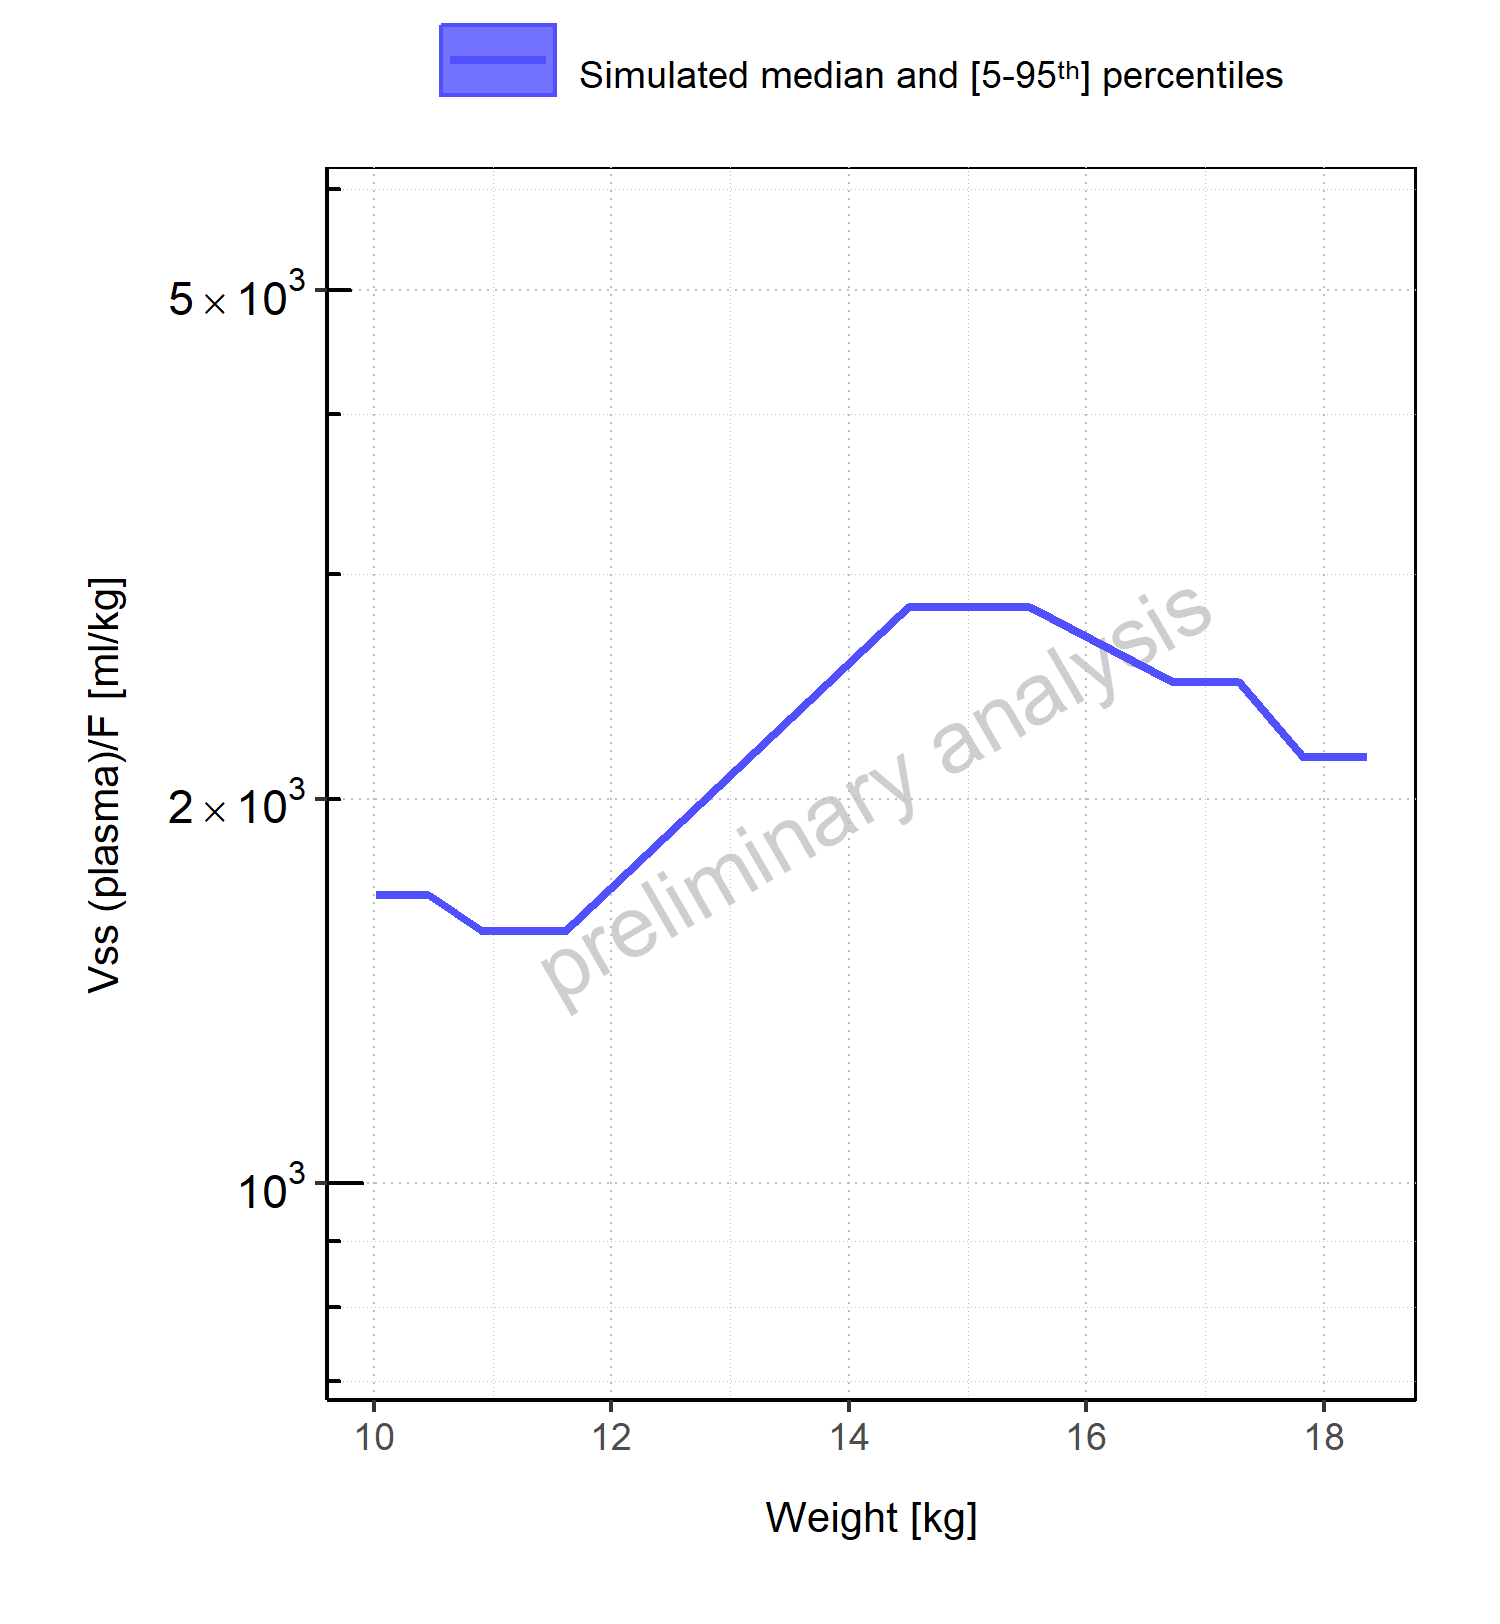 Simulated median and [5-95th] percentiles
5 × 10³
2 × 10³
10³
Vss (plasma)/F [ml/kg]
preliminary analysis
10 12 14 16 18
Weight [kg]